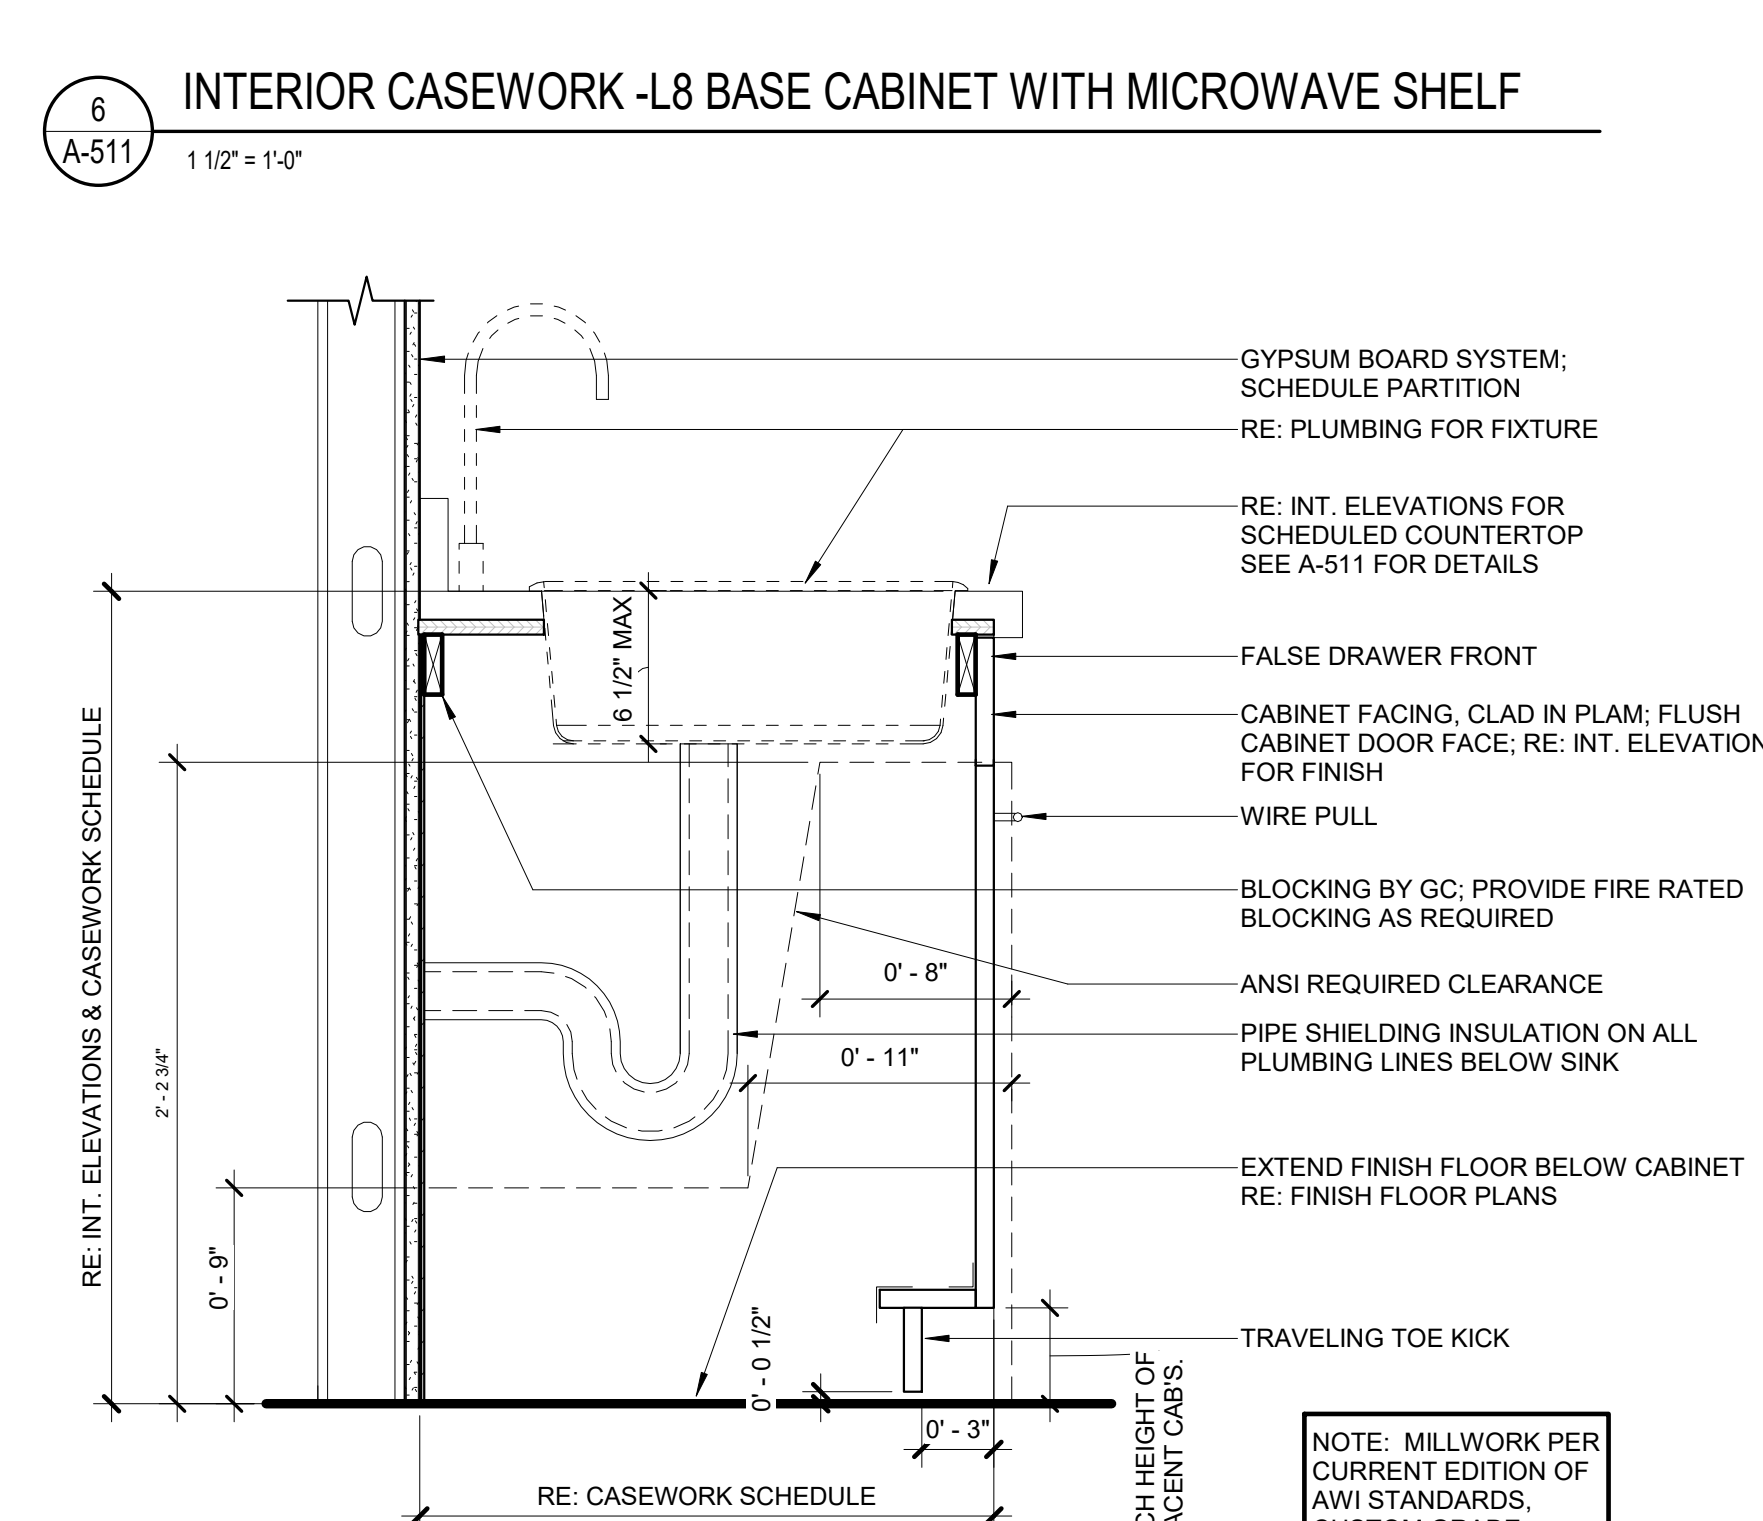 6
A-511
INTERIOR CASEWORK -L8 BASE CABINET WITH MICROWAVE SHELF
1 1/2" = 1'-0"
GYPSUM BOARD SYSTEM;
SCHEDULE PARTITION
RE: PLUMBING FOR FIXTURE
RE: INT. ELEVATIONS FOR
SCHEDULED COUNTERTOP
SEE A-511 FOR DETAILS
6 1/2" MAX
FALSE DRAWER FRONT
CABINET FACING, CLAD IN PLAM; FLUSH
CABINET DOOR FACE; RE: INT. ELEVATION
FOR FINISH
WIRE PULL
BLOCKING BY GC; PROVIDE FIRE RATED
BLOCKING AS REQUIRED
RE: INT. ELEVATIONS & CASEWORK SCHEDULE
2' - 2 3/4"
0' - 8"
ANSI REQUIRED CLEARANCE
PIPE SHIELDING INSULATION ON ALL
PLUMBING LINES BELOW SINK
0' - 11"
EXTEND FINISH FLOOR BELOW CABINET
RE: FINISH FLOOR PLANS
0' - 9"
0' - 0 1/2"
TRAVELING TOE KICK
CH HEIGHT OF
ACENT CAB'S.
0' - 3"
RE: CASEWORK SCHEDULE
NOTE: MILLWORK PER
CURRENT EDITION OF
AWI STANDARDS,